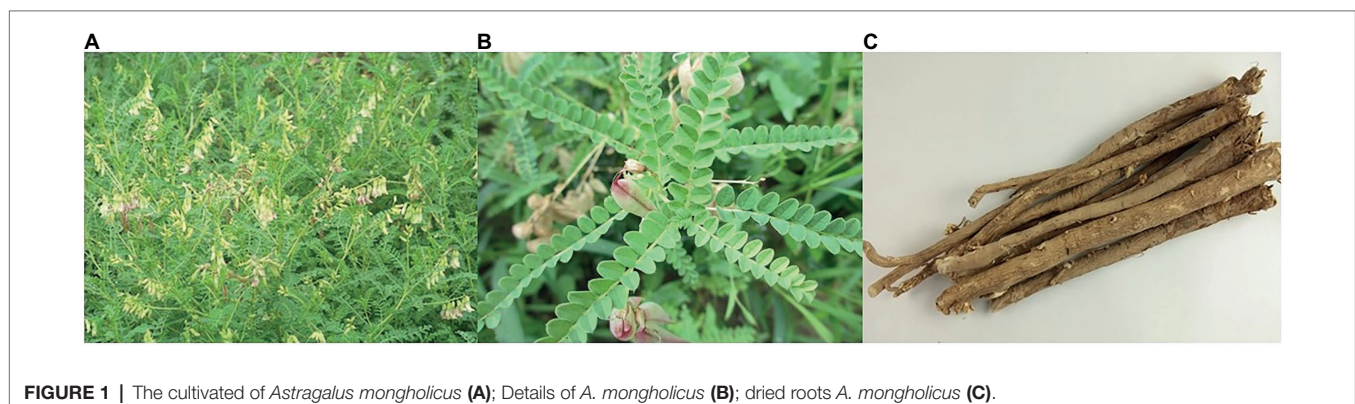 A
B
C
FIGURE 1 | The cultivated of Astragalus mongholicus (A); Details of A. mongholicus (B); dried roots A. mongholicus (C).